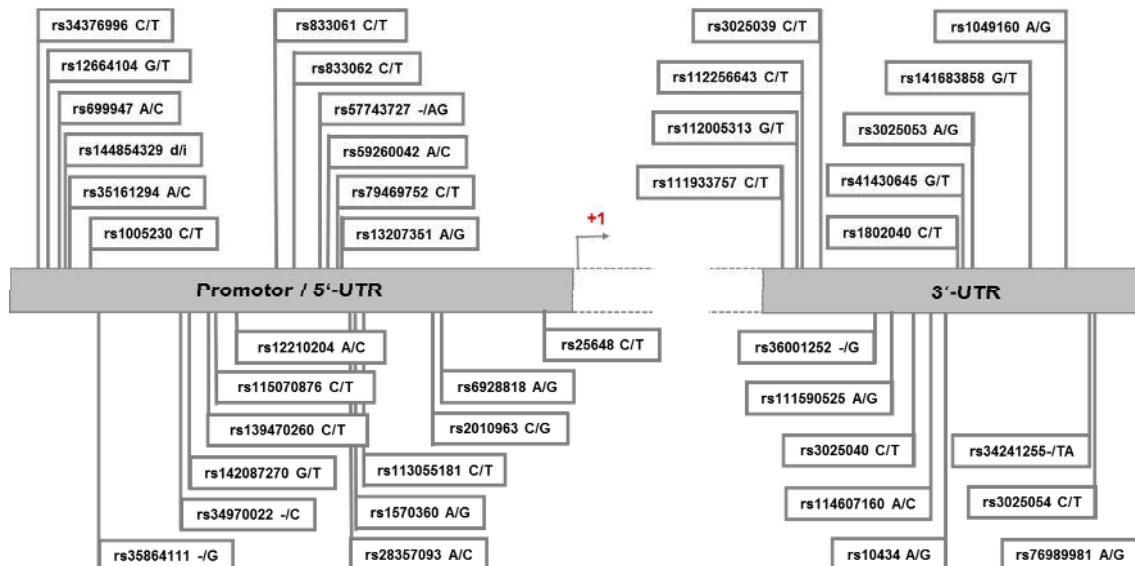 rs34376996 C/T
rs833061 C/T
rs3025039 C/T
rs1049160 A/G
rs12664104 G/T
rs833062 C/T
rs112256643 C/T
rs141683858 G/T
rs699947 A/C
rs57743727 -/AG
rs112005313 G/T
rs3025053 A/G
rs144854329 d/i
rs59260042 A/C
rs35161294 A/C
rs79469752 C/T
rs111933757 C/T
rs41430645 G/T
rs1005230 C/T
rs13207351 A/G
+1
rs1802040 C/T
Promotor / 5'-UTR
3'-UTR
rs12210204 A/C
rs25648 C/T
rs36001252 -/G
rs115070876 C/T
rs6928818 A/G
rs111590525 A/G
rs139470260 C/T
rs2010963 C/G
rs3025040 C/T
rs34241255-/TA
rs142087270 G/T
rs113055181 C/T
rs114607160 A/C
rs3025054 C/T
rs34970022 -/C
rs1570360 A/G
rs35864111 -/G
rs28357093 A/C
rs10434 A/G
rs76989981 A/G